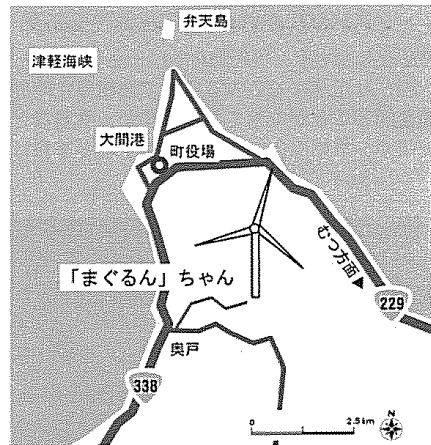 弁天島
津軽海峡
大間港
町役場
むつ方面
「まぐるん」ちゃん
229
奥戸
338
0 2.5km
N